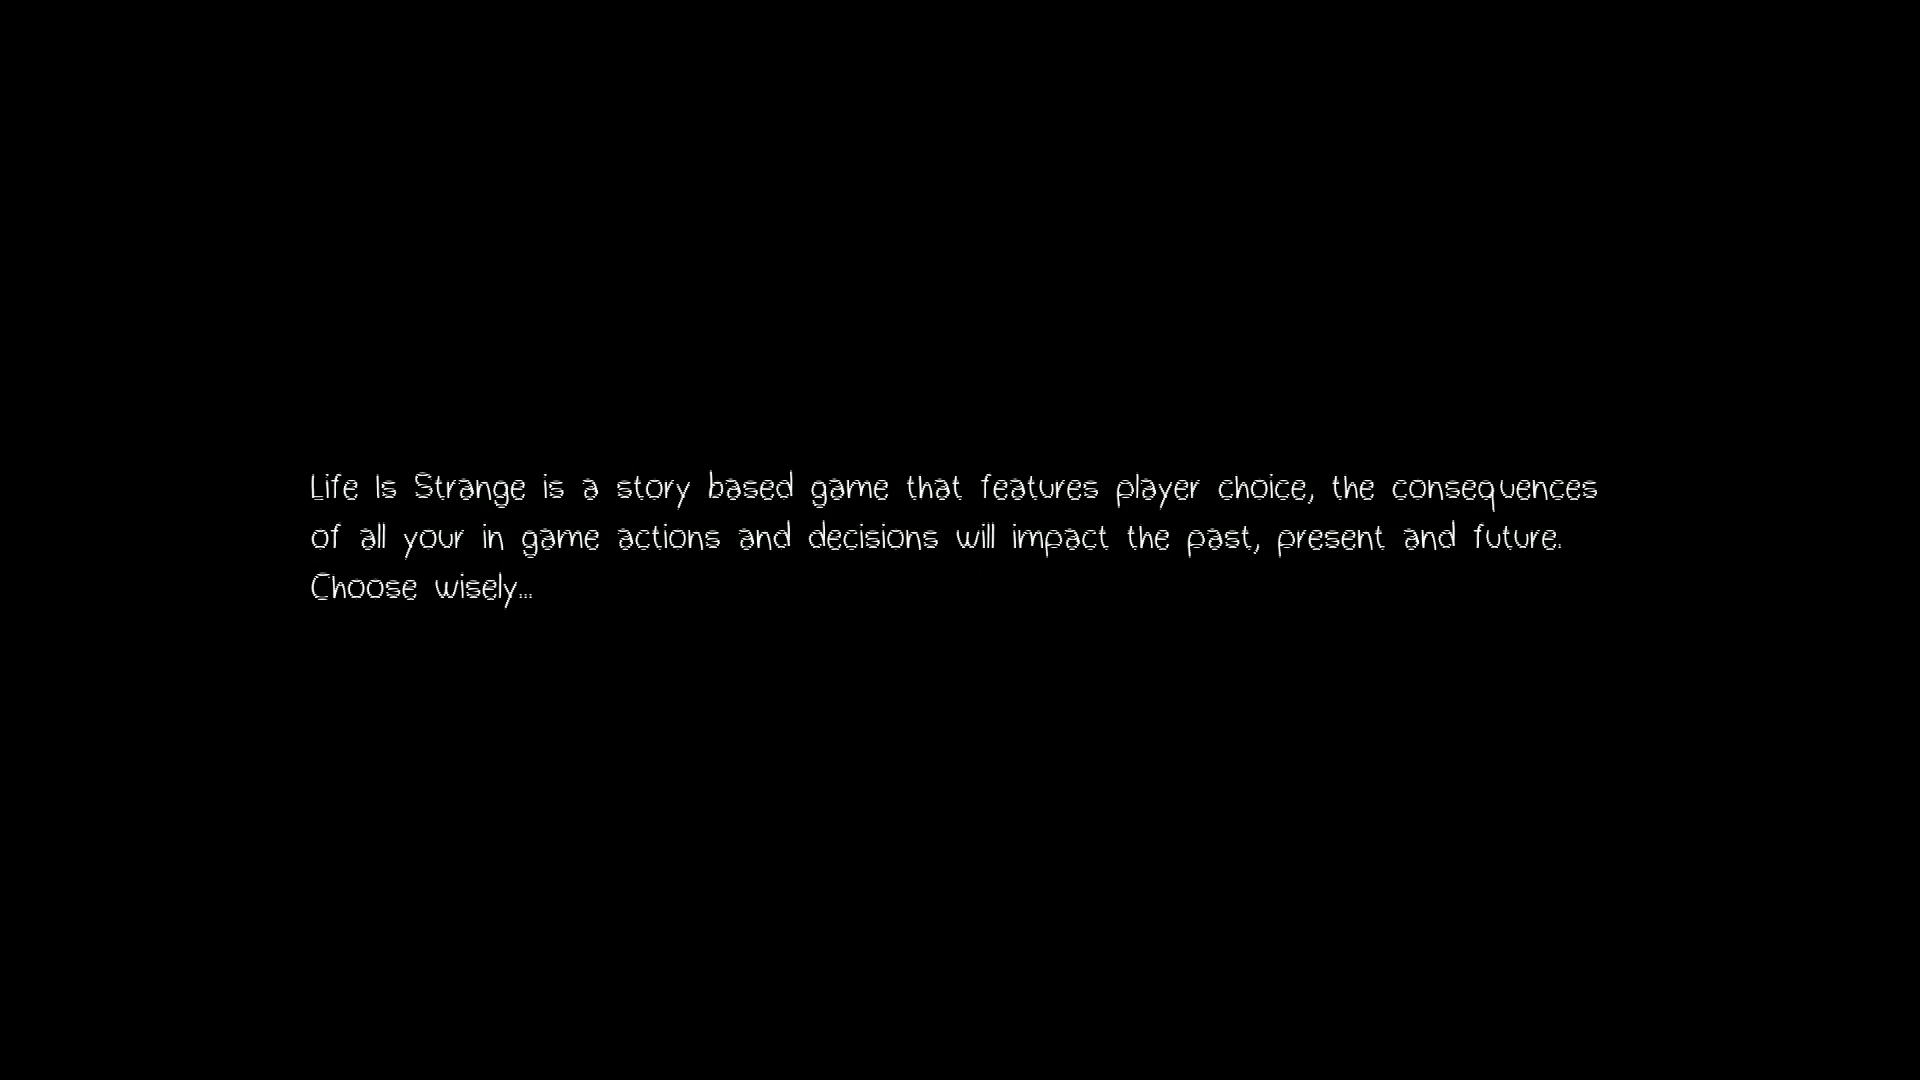 Life Is Strange is a story based game that features player choice, the consequences
of all your in game actions and decisions will impact the past, present and future.
Choose wisely...